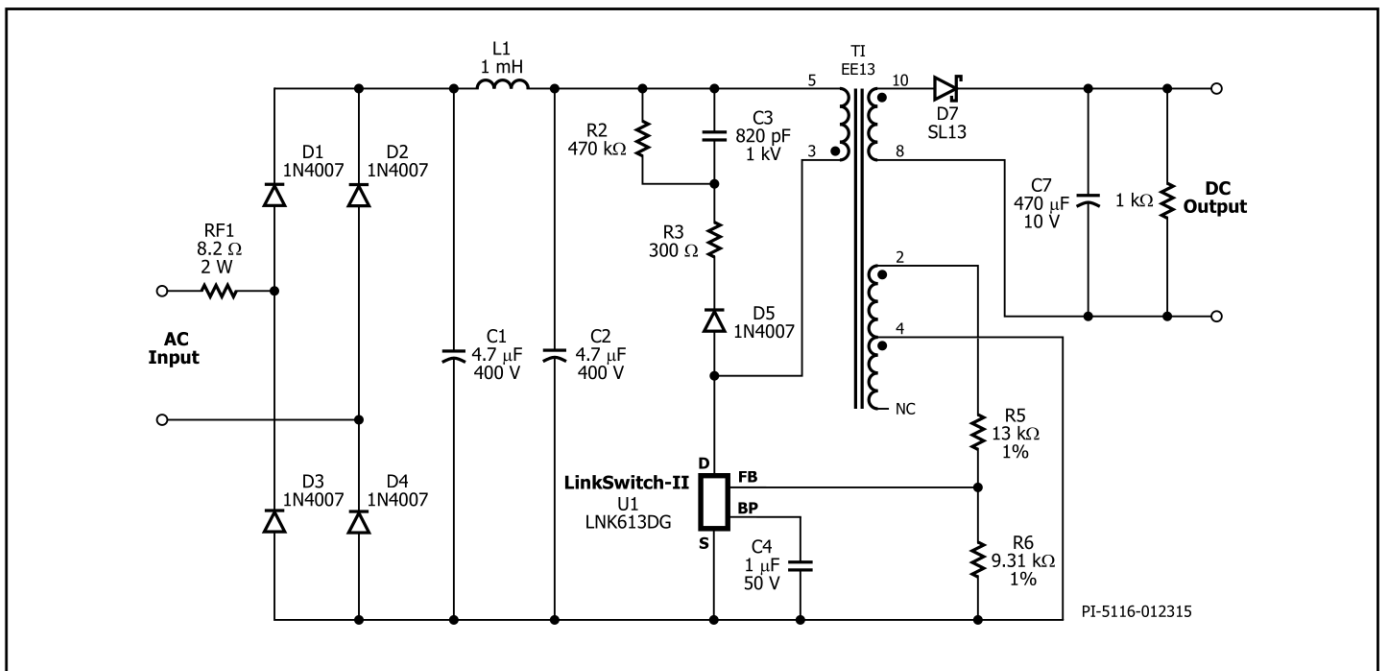 L1
1 mH
TI
EE13
5
10
D7
SL13
C3
820 pF
1 kV
R2
470 kΩ
3
8
D1
1N4007
D2
1N4007
C7
470 μF
10 V
1 kΩ
DC
Output
RF1
8.2 Ω
2 W
R3
300 Ω
2
D5
1N4007
4
AC
Input
C1
4.7 μF
400 V
C2
4.7 μF
400 V
NC
R5
13 kΩ
1%
D
LinkSwitch-II
U1
LNK613DG
FB
BP
S
D3
1N4007
D4
1N4007
C4
1 μF
50 V
R6
9.31 kΩ
1%
PI-5116-012315